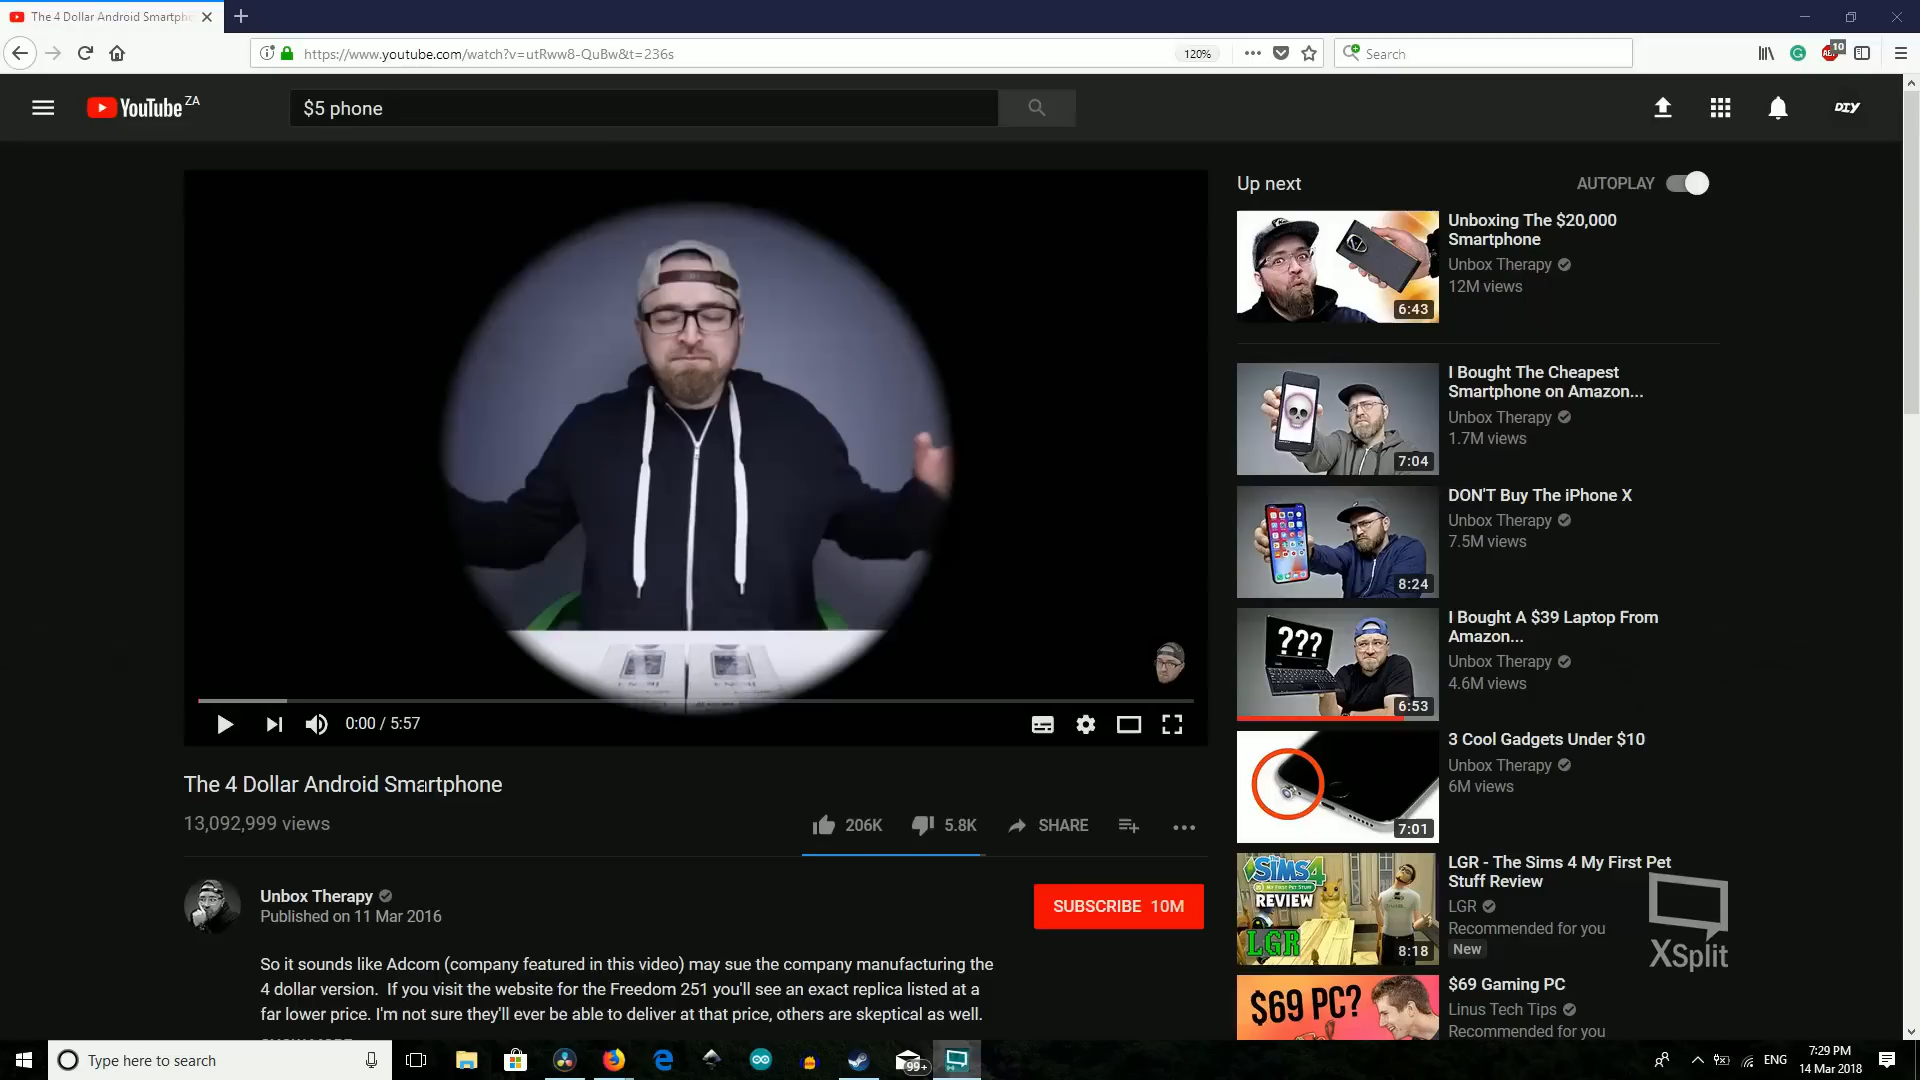 The 4 Dollar Android Smartpho
https://www.youtube.com/watch?v=utRww8-QuBw&t=236s
120%
Search
10
YouTube ZA
$5 phone
DIY
Up next
AUTOPLAY
Unboxing The $20,000
Smartphone
Unbox Therapy
12M views
6:43
I Bought The Cheapest
Smartphone on Amazon...
Unbox Therapy
1.7M views
7:04
DON'T Buy The iPhone X
Unbox Therapy
7.5M views
8:24
I Bought A $39 Laptop From
Amazon...
Unbox Therapy
4.6M views
???
6:53
3 Cool Gadgets Under $10
Unbox Therapy
6M views
7:01
LGR - The Sims 4 My First Pet
Stuff Review
LGR
Recommended for you
New
SIMS 4
REVIEW
LGR
8:18
XSplit
$69 Gaming PC
Linus Tech Tips
Recommended for you
$69 PC?
0:00 / 5:57
The 4 Dollar Android Smartphone
13,092,999 views
206K
5.8K
SHARE
Unbox Therapy
Published on 11 Mar 2016
SUBSCRIBE 10M
So it sounds like Adcom (company featured in this video) may sue the company manufacturing the
4 dollar version. If you visit the website for the Freedom 251 you'll see an exact replica listed at a
far lower price. I'm not sure they'll ever be able to deliver at that price, others are skeptical as well.
Type here to search
99+
ENG
7:29 PM
14 Mar 2018